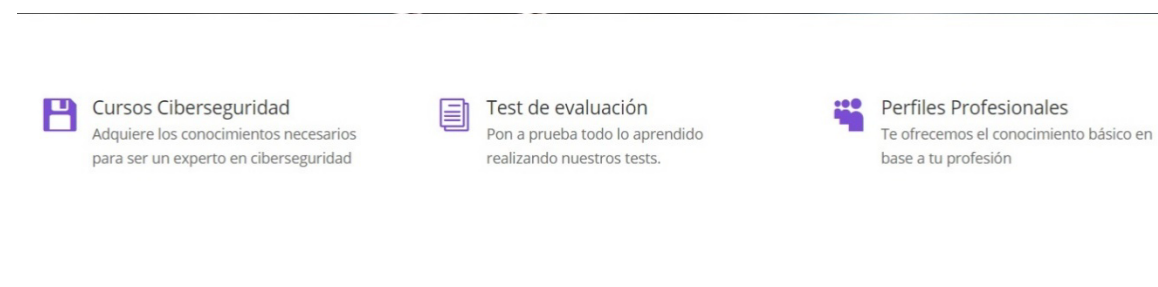 Cursos Ciberseguridad
Adquiere los conocimientos necesarios
para ser un experto en ciberseguridad
Test de evaluación
Pon a prueba todo lo aprendido
realizando nuestros tests.
Perfiles Profesionales
Te ofrecemos el conocimiento básico en
base a tu profesión